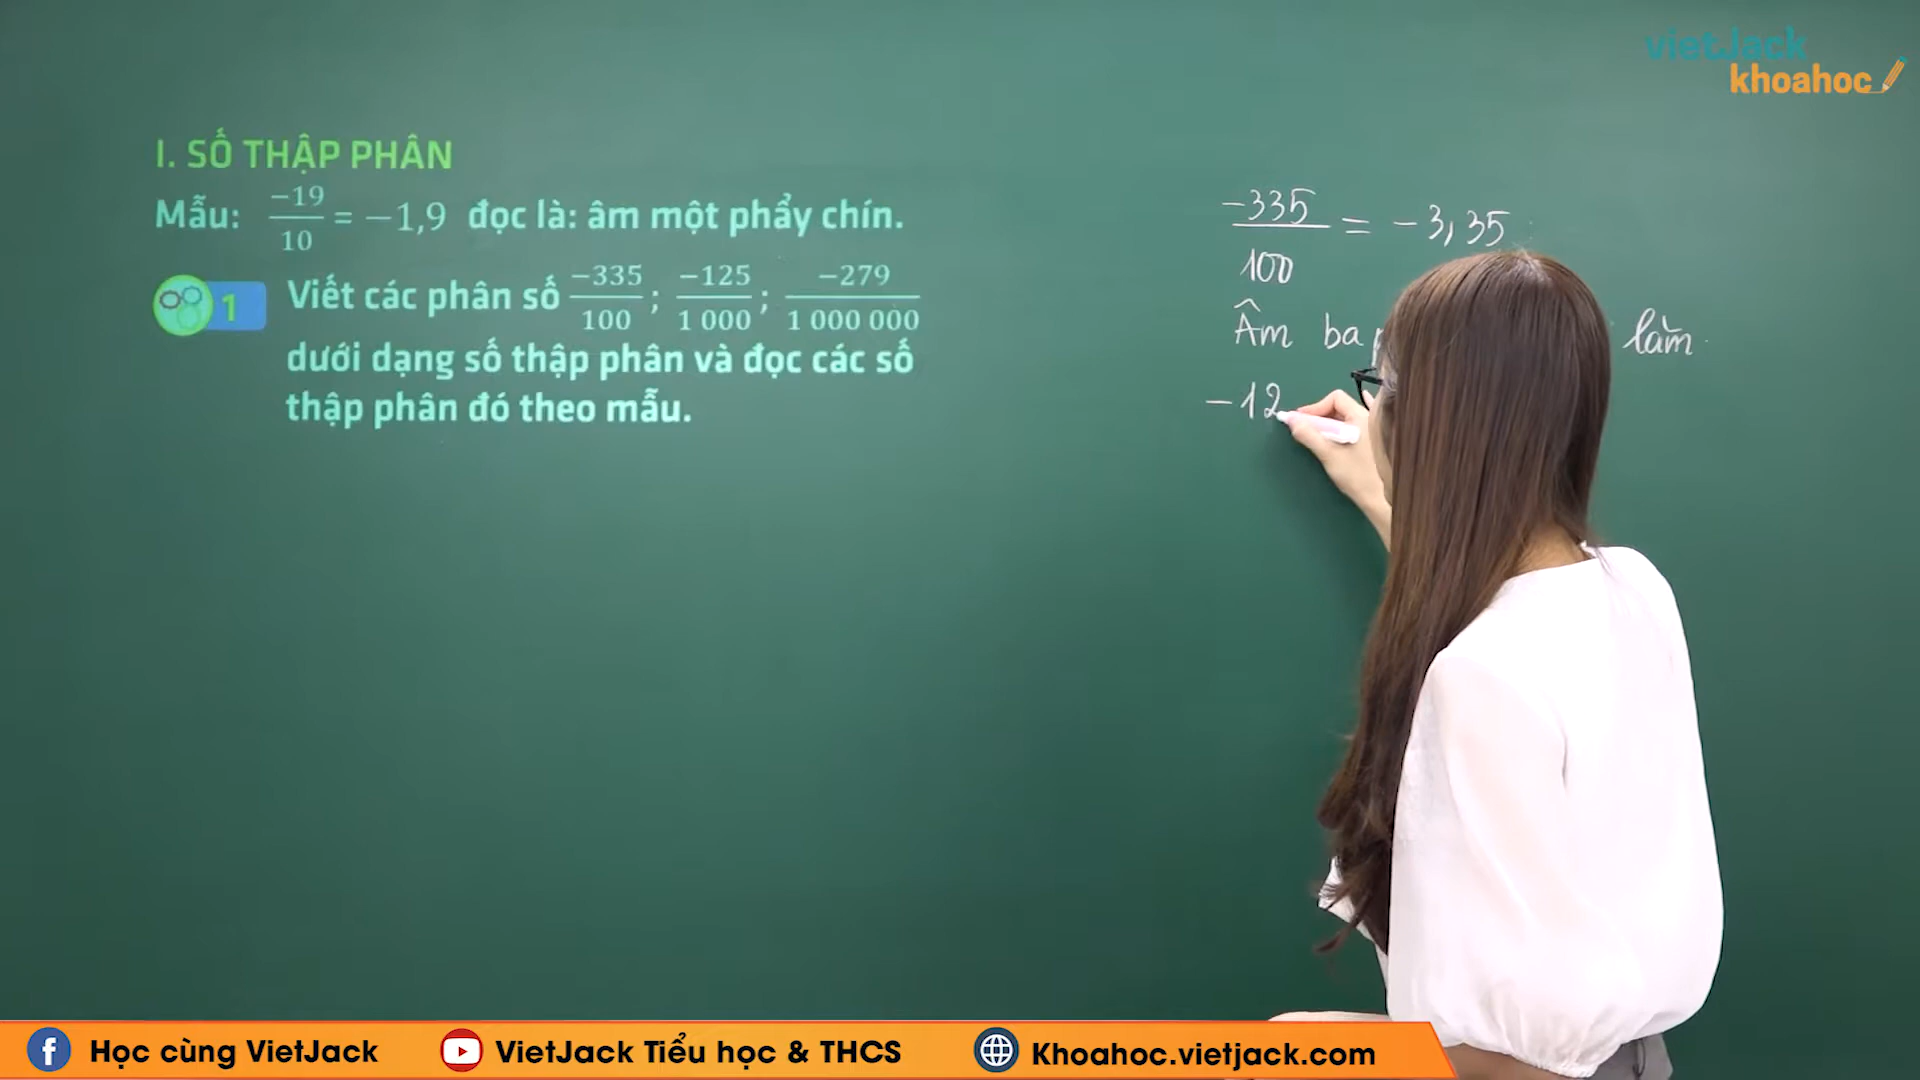 vietJack
khoahoc
I. SỐ THẬP PHÂN
Mẫu: −19/10 = −1,9 đọc là: âm một phẩy chín.
1 Viết các phân số −335/100; −125/1 000; −279/1 000 000
dưới dạng số thập phân và đọc các số
thập phân đó theo mẫu.
−335/100 = −3,35
Âm ba lăm
−12
Học cùng VietJack
VietJack Tiểu học & THCS
Khoahoc.vietjack.com